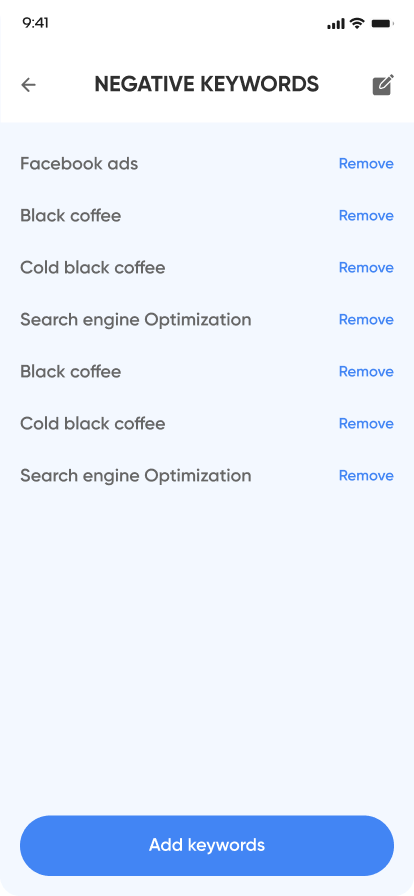 9:41
NEGATIVE KEYWORDS
Facebook ads Remove
Black coffee Remove
Cold black coffee Remove
Search engine Optimization Remove
Black coffee Remove
Cold black coffee Remove
Search engine Optimization Remove
Add keywords